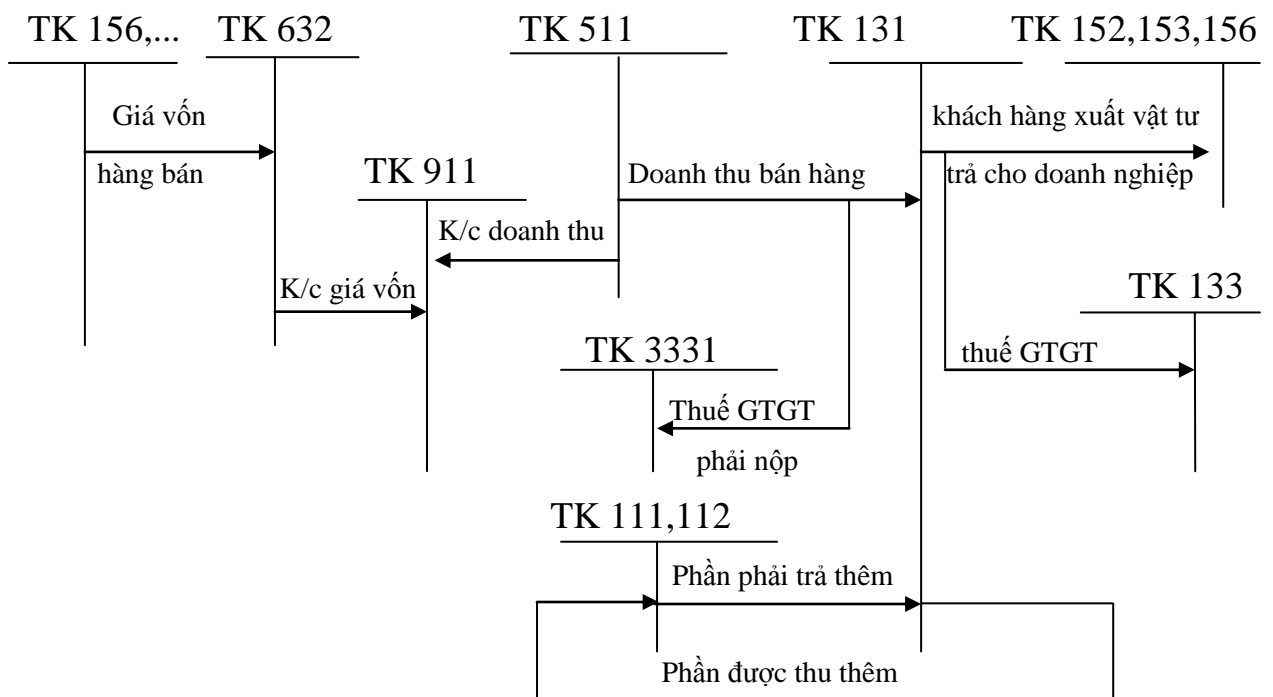 TK 156,... TK 632 TK 511 TK 131 TK 152,153,156
Giá vốn
hàng bán
khách hàng xuất vật tư
trả cho doanh nghiệp
TK 911
Doanh thu bán hàng
K/c doanh thu
K/c giá vốn
TK 133
TK 3331
thuế GTGT
Thuế GTGT
phải nộp
TK 111,112
Phần phải trả thêm
Phần được thu thêm